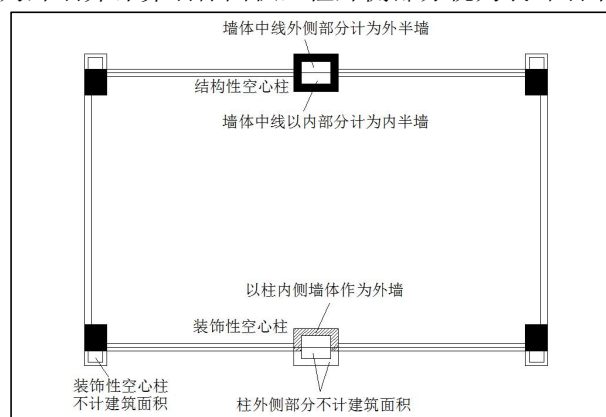 墙体中线外侧部分计为外半墙
结构性空心柱
墙体中线以内部分计为内半墙
以柱内侧墙体作为外墙
装饰性空心柱
装饰性空心柱
不计建筑面积
柱外侧部分不计建筑面积